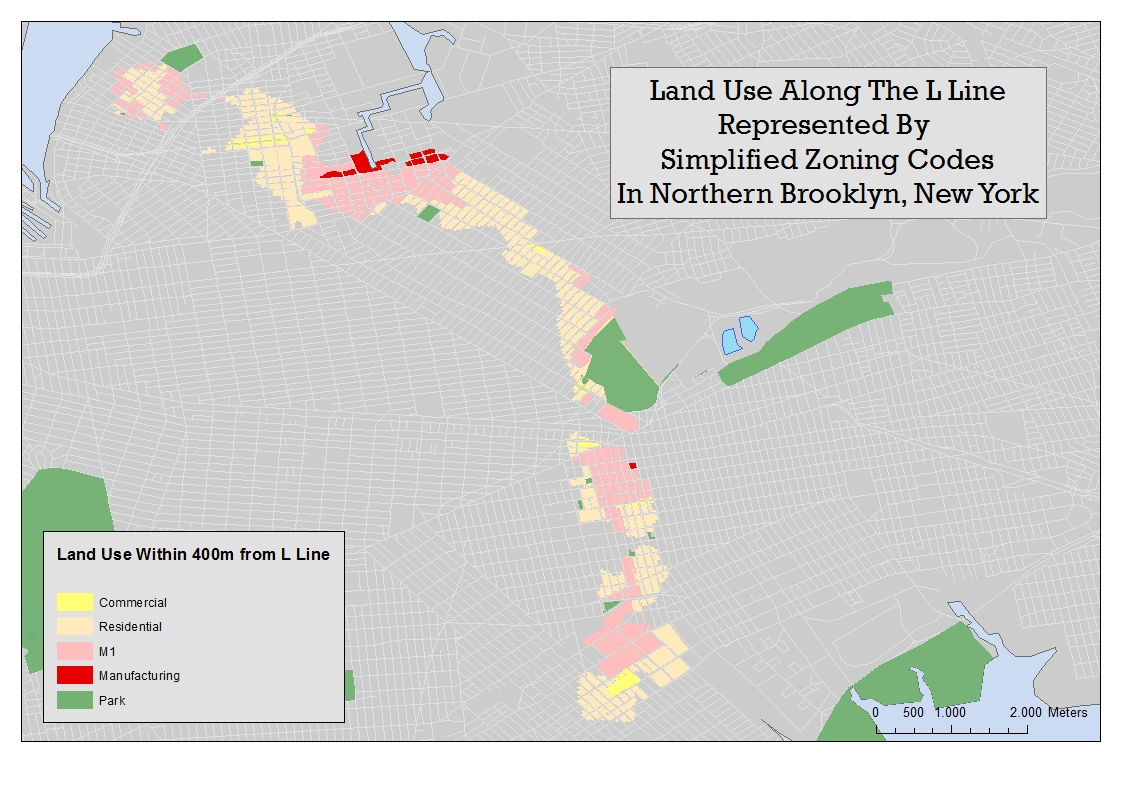 Land Use Along The L Line
Represented By
Simplified Zoning Codes
In Northern Brooklyn, New York
Land Use Within 400m from L Line
Commercial
Residential
M1
Manufacturing
Park
0 500 1.000 2.000 Meters